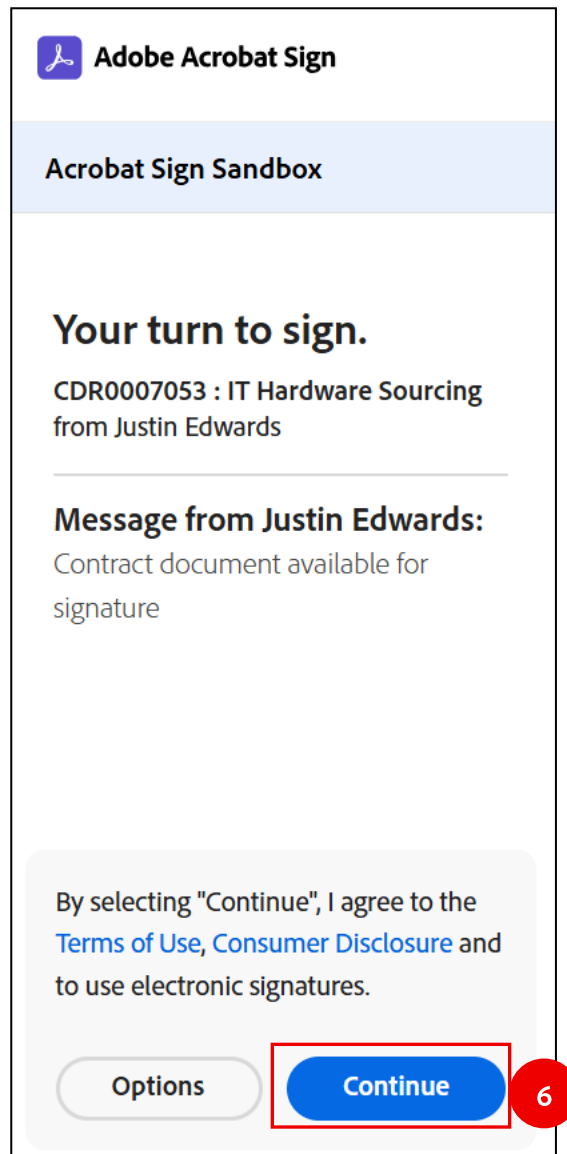 Adobe Acrobat Sign
Acrobat Sign Sandbox
Your turn to sign.
CDR0007053 : IT Hardware Sourcing
from Justin Edwards
Message from Justin Edwards:
Contract document available for
signature
By selecting "Continue", I agree to the
Terms of Use, Consumer Disclosure and
to use electronic signatures.
Options
Continue
6